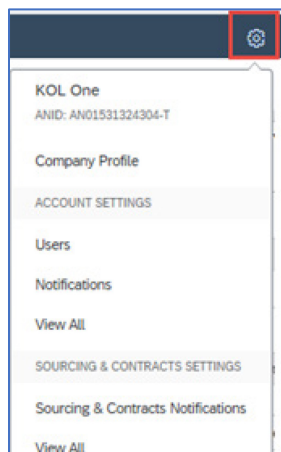 KOL One
ANID: AN01531324304-T
Company Profile
ACCOUNT SETTINGS
Users
Notifications
View All
SOURCING & CONTRACTS SETTINGS
Sourcing & Contracts Notifications
View All